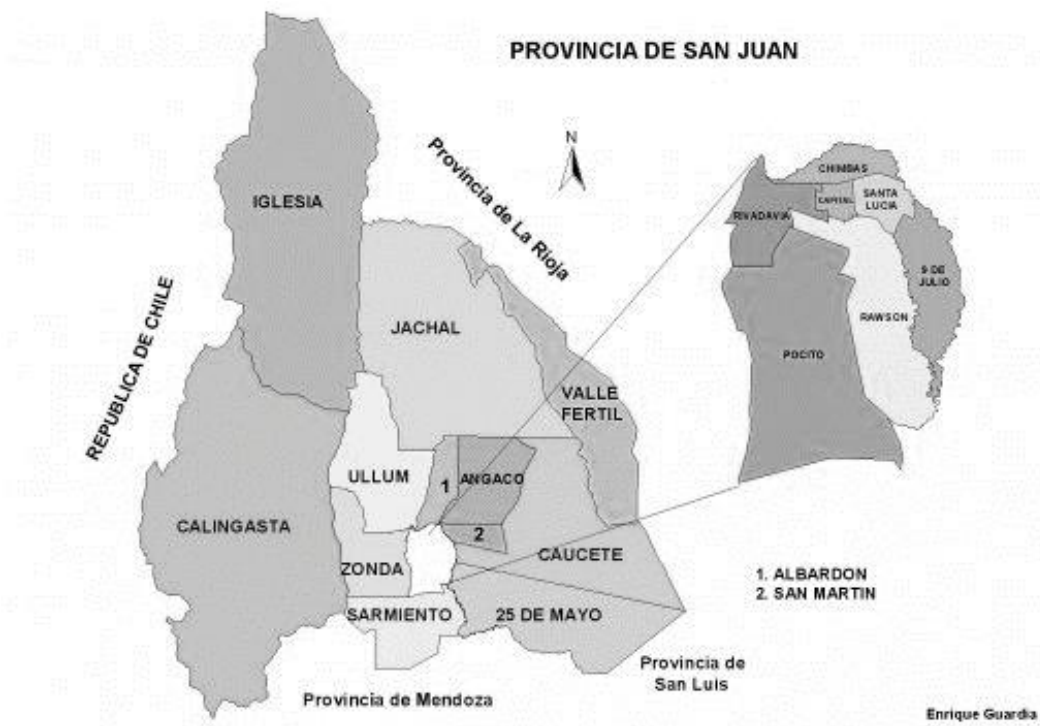 PROVINCIA DE SAN JUAN
N
Provincia de La Rioja
REPUBLICA DE CHILE
IGLESIA
JACHAL
VALLE
FERTIL
ULLUM
1
ANGACO
2
CALINGASTA
ZONDA
CAUCETE
SARMIENTO
25 DE MAYO
Provincia de Mendoza
Provincia de
San Luis
CHIMBAS
RIVADAVIA
CAPITAL
SANTA
LUCIA
9 DE
JULIO
RAWSON
POCITO
1. ALBARDON
2. SAN MARTIN
Enrique Guardia